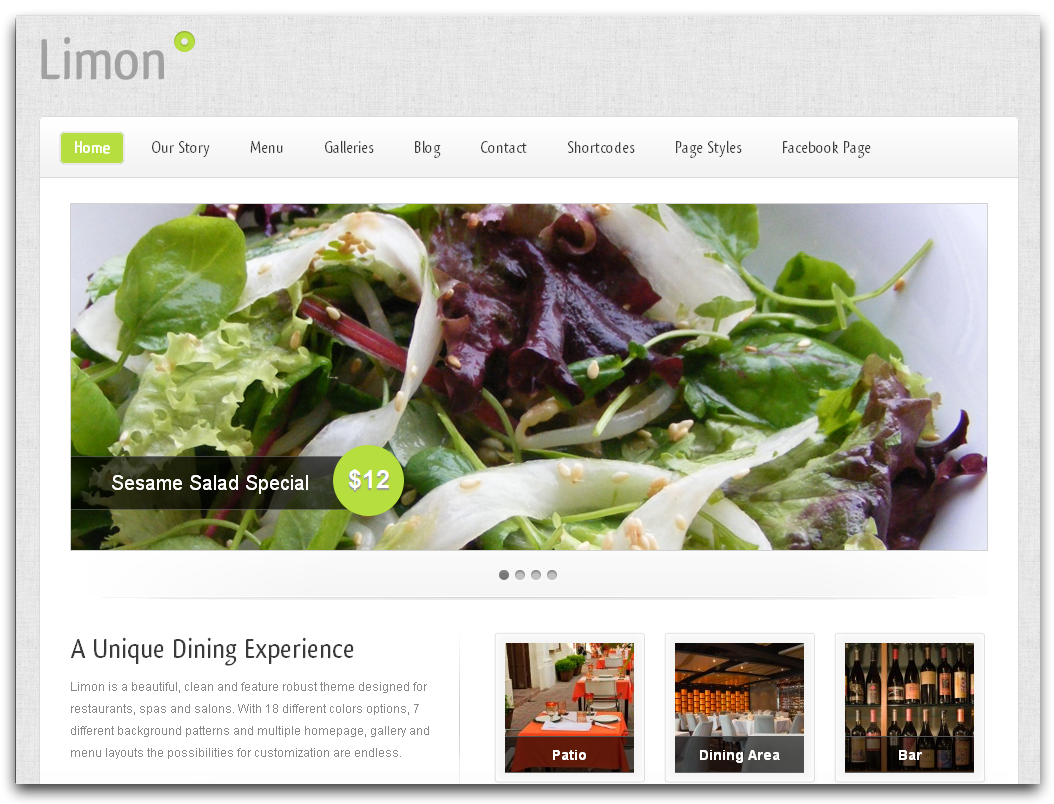 Limon
Home Our Story Menu Galleries Blog Contact Shortcodes Page Styles Facebook Page
Sesame Salad Special $12
A Unique Dining Experience
Limon is a beautiful, clean and feature robust theme designed for
restaurants, spas and salons. With 18 different colors options, 7
different background patterns and multiple homepage, gallery and
menu layouts the possibilities for customization are endless.
Patio Dining Area Bar